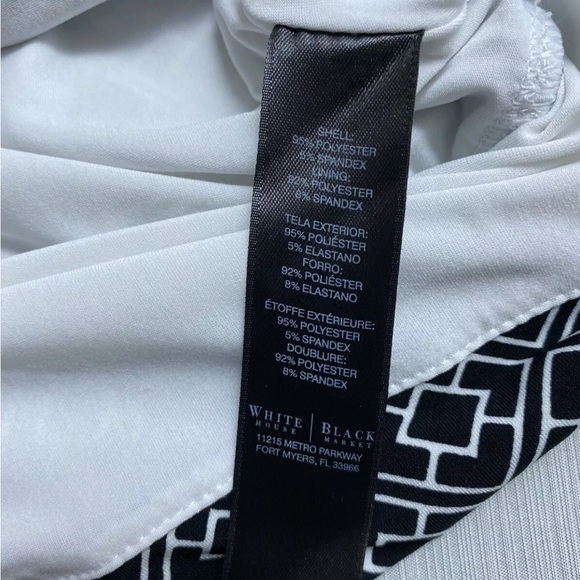 SHELL:
95% POLYESTER
5% SPANDEX
LINING:
92% POLYESTER
8% SPANDEX
TELA EXTERIOR:
95% POLIÉSTER
5% ELASTANO
FORRO:
92% POLIÉSTER
8% ELASTANO
ÉTOFFE EXTÉRIEURE:
95% POLYESTER
5% SPANDEX
DOUBLURE:
92% POLYESTER
8% SPANDEX
WHITE | BLACK
HOUSE MARKET
11215 METRO PARKWAY
FORT MYERS, FL 33966